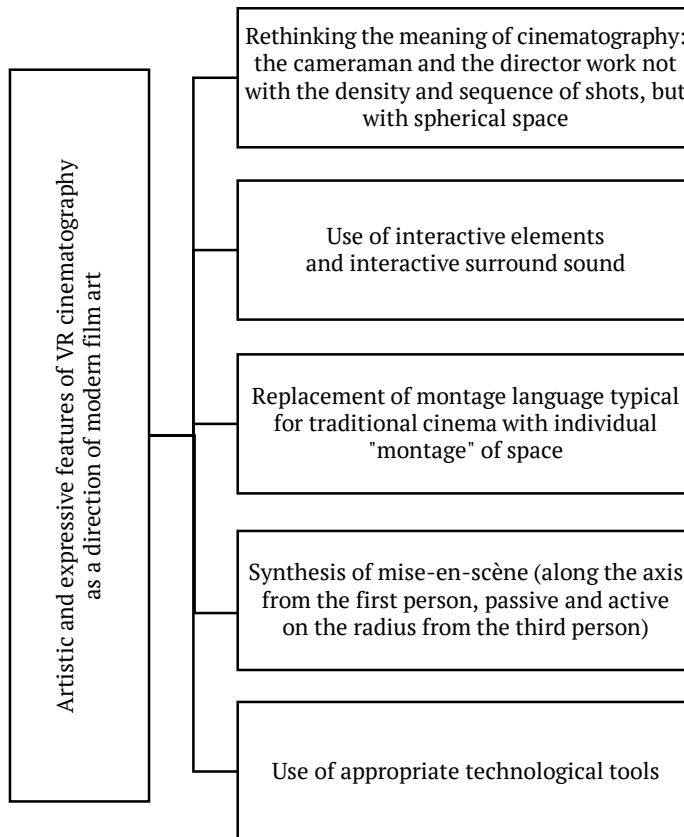 Artistic and expressive features of VR cinematography
as a direction of modern film art
Rethinking the meaning of cinematography:
the cameraman and the director work not
with the density and sequence of shots, but
with spherical space
Use of interactive elements
and interactive surround sound
Replacement of montage language typical
for traditional cinema with individual
"montage" of space
Synthesis of mise-en-scène (along the axis
from the first person, passive and active
on the radius from the third person)
Use of appropriate technological tools